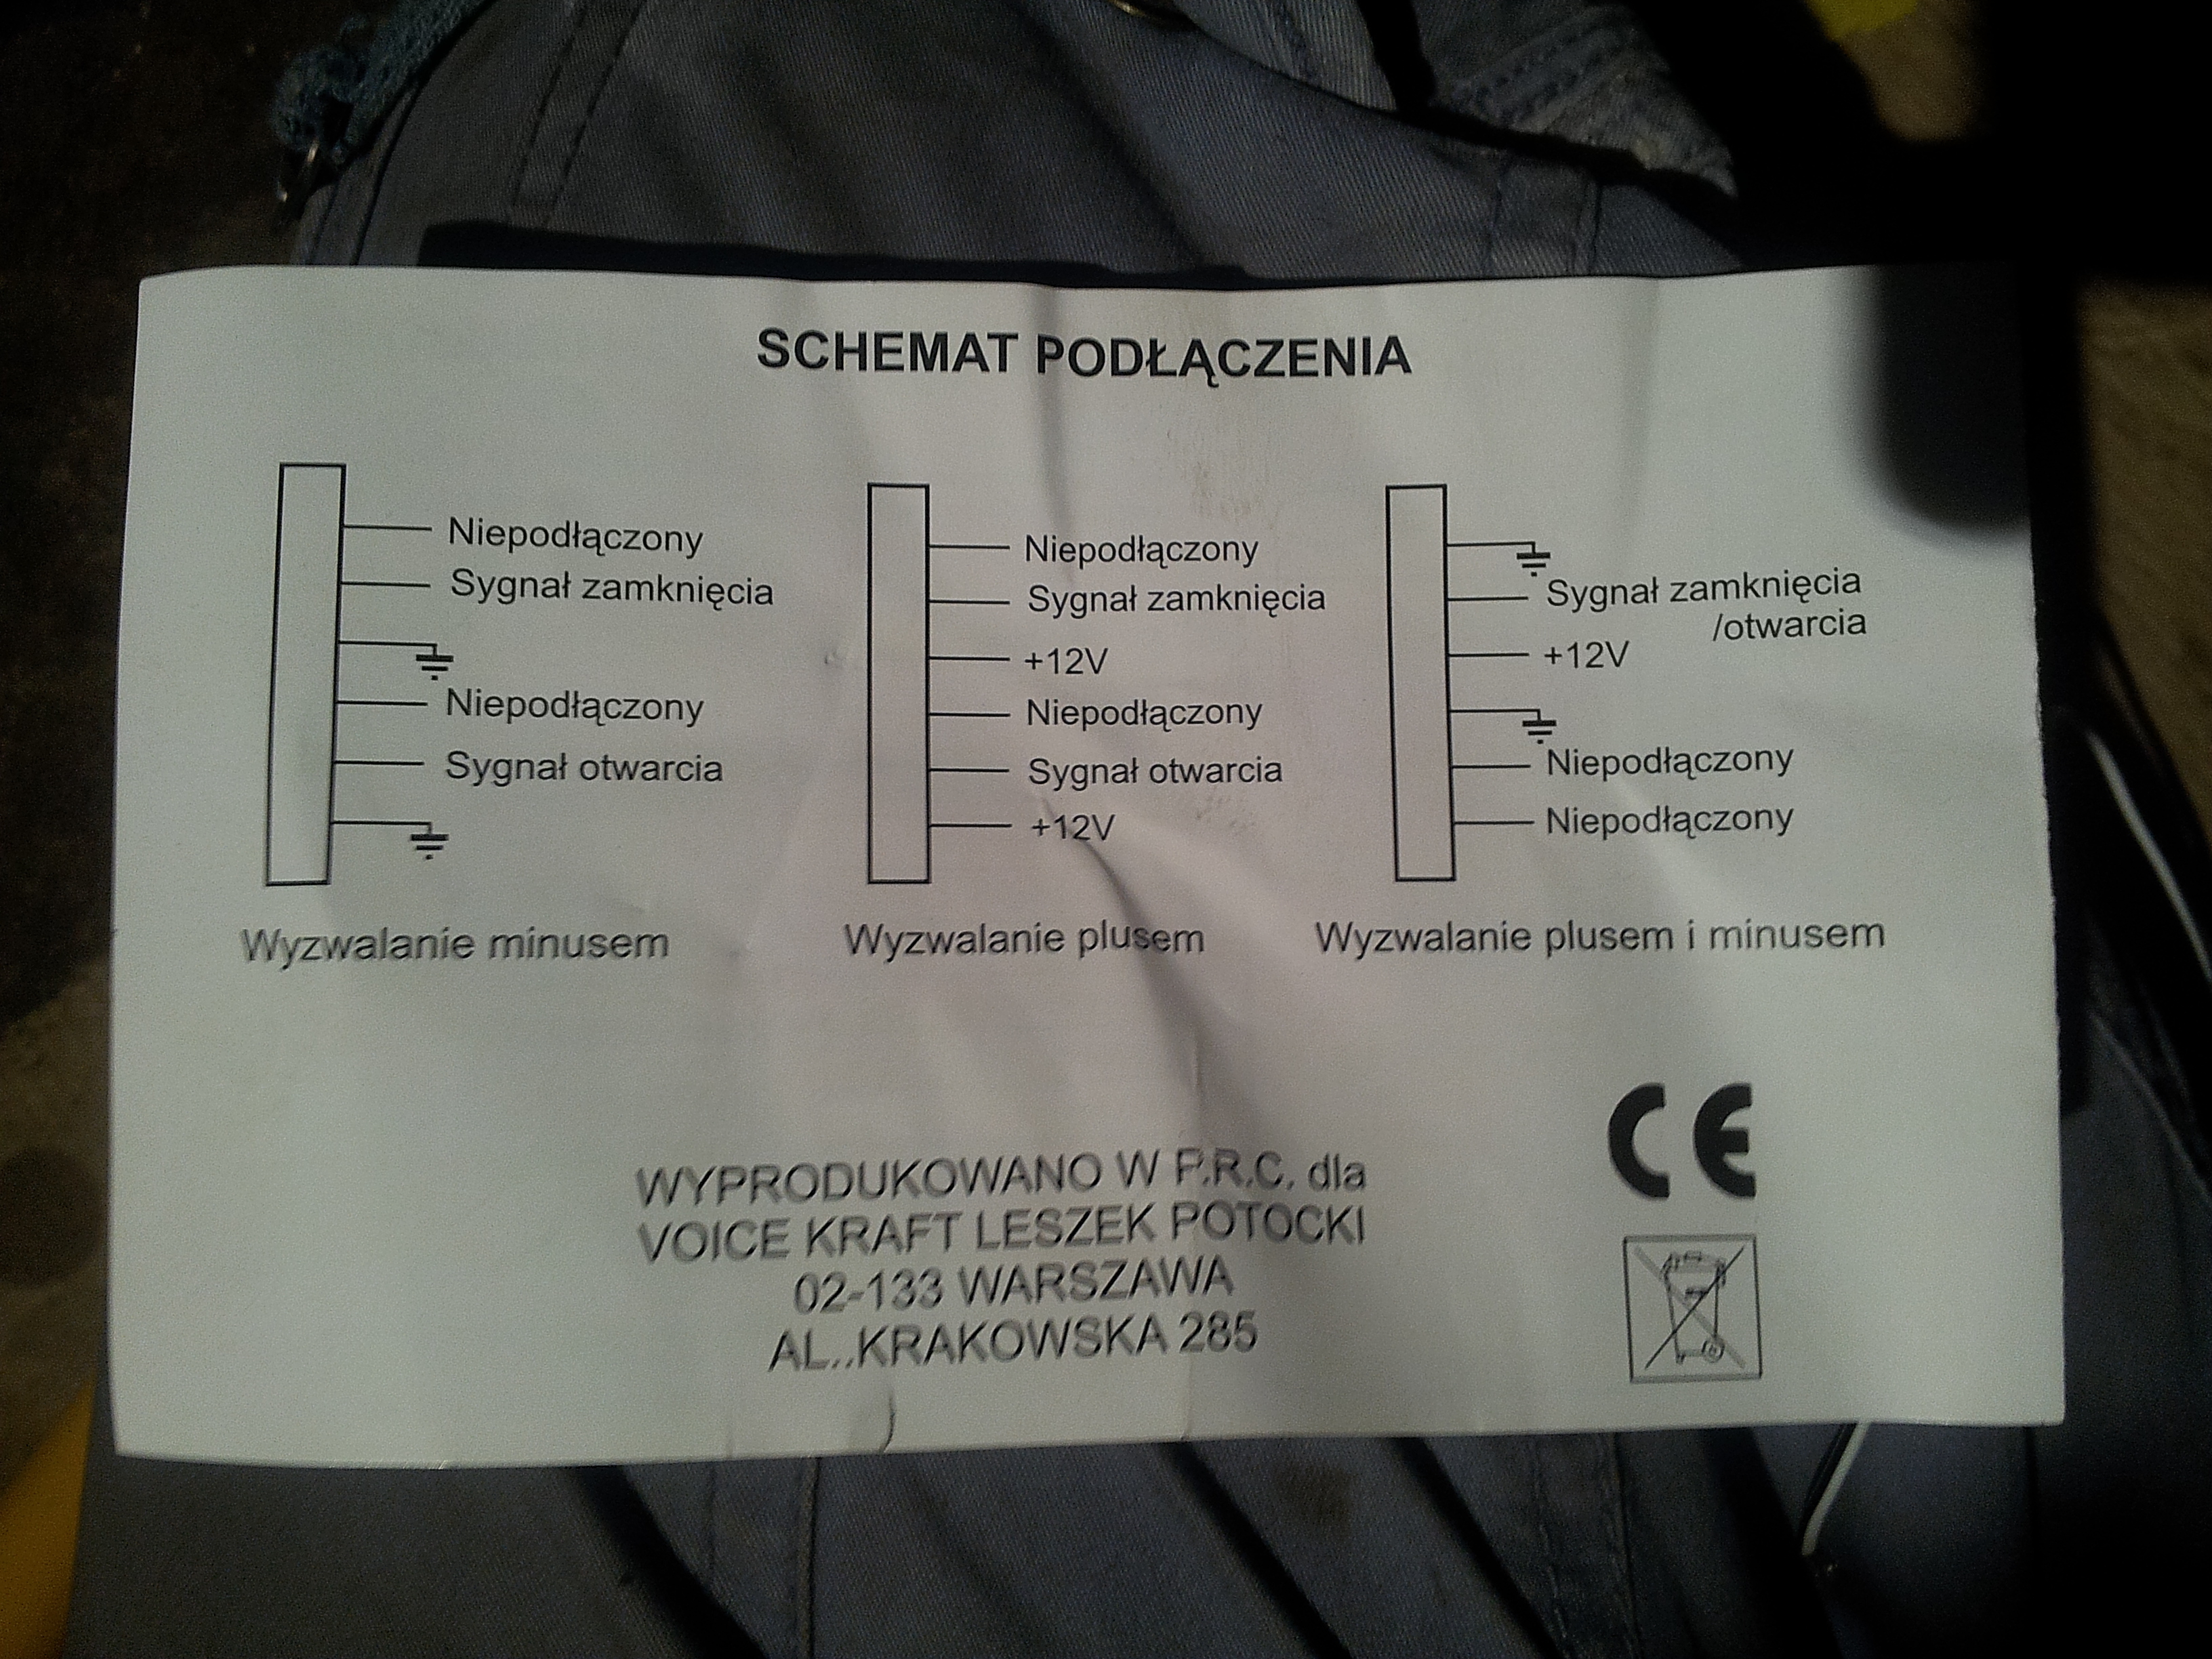 SCHEMAT PODŁĄCZENIA
Niepodłączony
Sygnał zamknięcia
Niepodłączony
Sygnał otwarcia
Wyzwalanie minusem
Niepodłączony
Sygnał zamknięcia
+12V
Niepodłączony
Sygnał otwarcia
+12V
Wyzwalanie plusem
Sygnał zamknięcia
/otwarcia
+12V
Niepodłączony
Niepodłączony
Wyzwalanie plusem i minusem
WYPRODUKOWANO W P.R.C. dla
VOICE KRAFT LESZEK POTOCKI
02-133 WARSZAWA
AL..KRAKOWSKA 285
CE